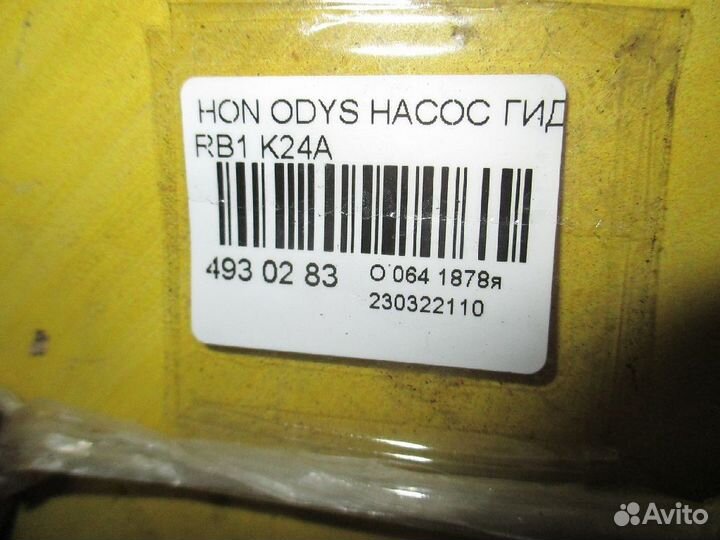 HON ODYS НАСОС ГИД
RB1 K24A
493 02 83
O 064 1878я
230322110
Avito